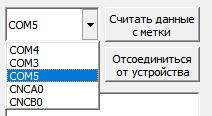 COM5
Считать данные
с метки
COM4
COM3
COM5
CNCA0
CNCB0
Отсоединиться
от устройства